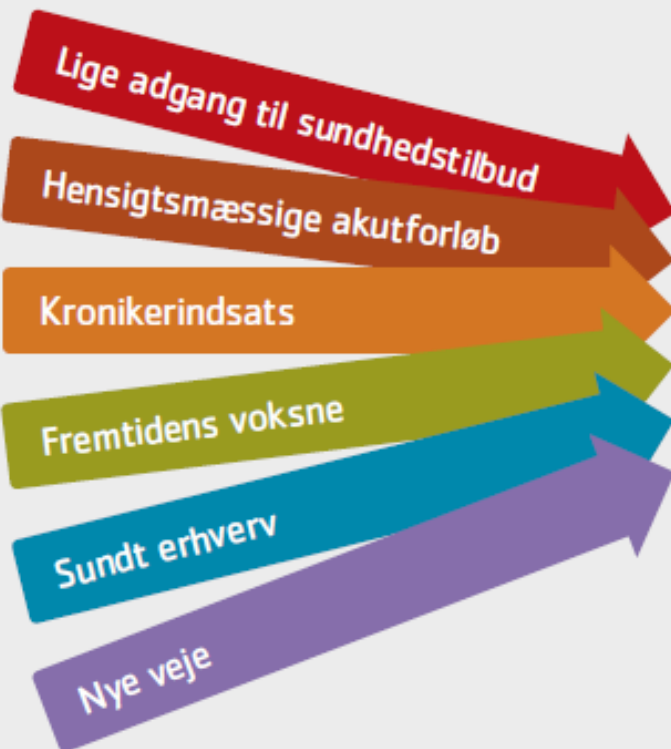 Lige adgang til sundhedstilbud
Hensigtsmæssige akutforløb
Kronikerindsats
Fremtidens voksne
Sundt erhverv
Nye veje